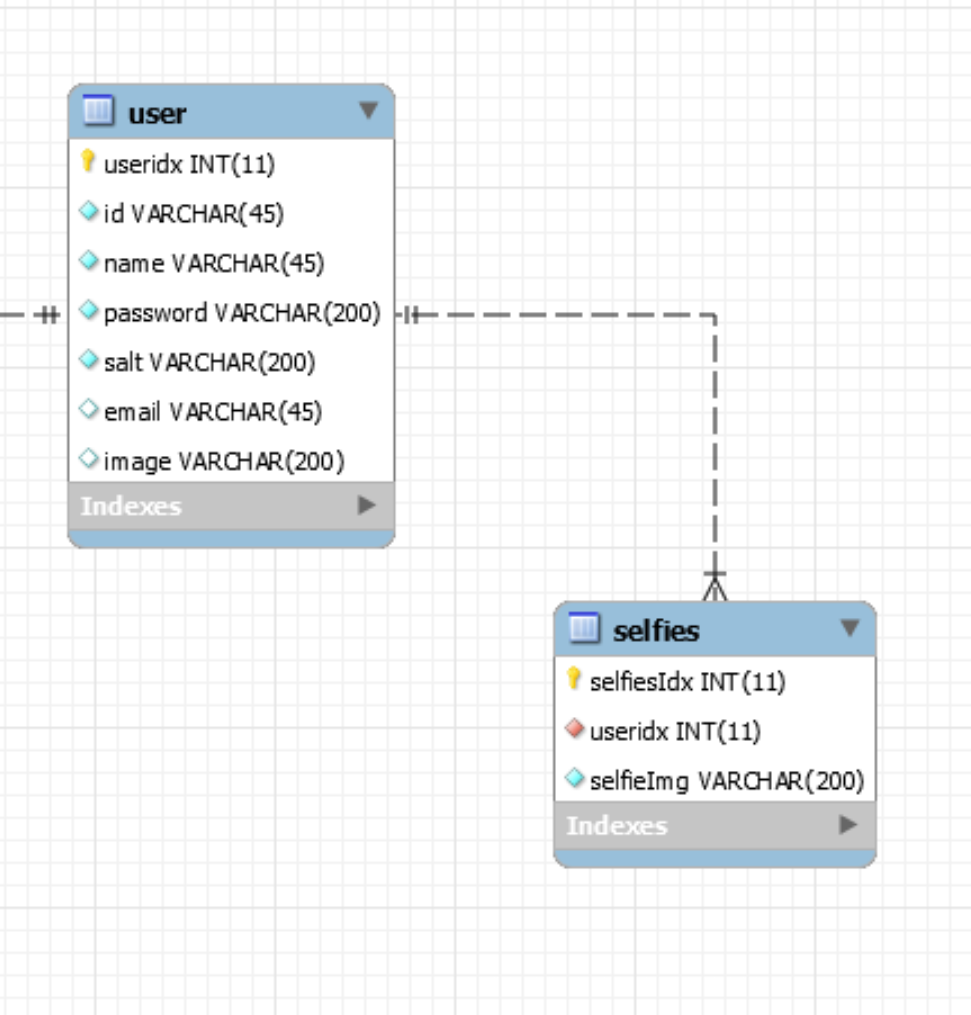 user
useridx INT(11)
id VARCHAR(45)
name VARCHAR(45)
password VARCHAR(200)
salt VARCHAR(200)
email VARCHAR(45)
image VARCHAR(200)
Indexes
selfies
selfiesIdx INT(11)
useridx INT(11)
selfieImg VARCHAR(200)
Indexes